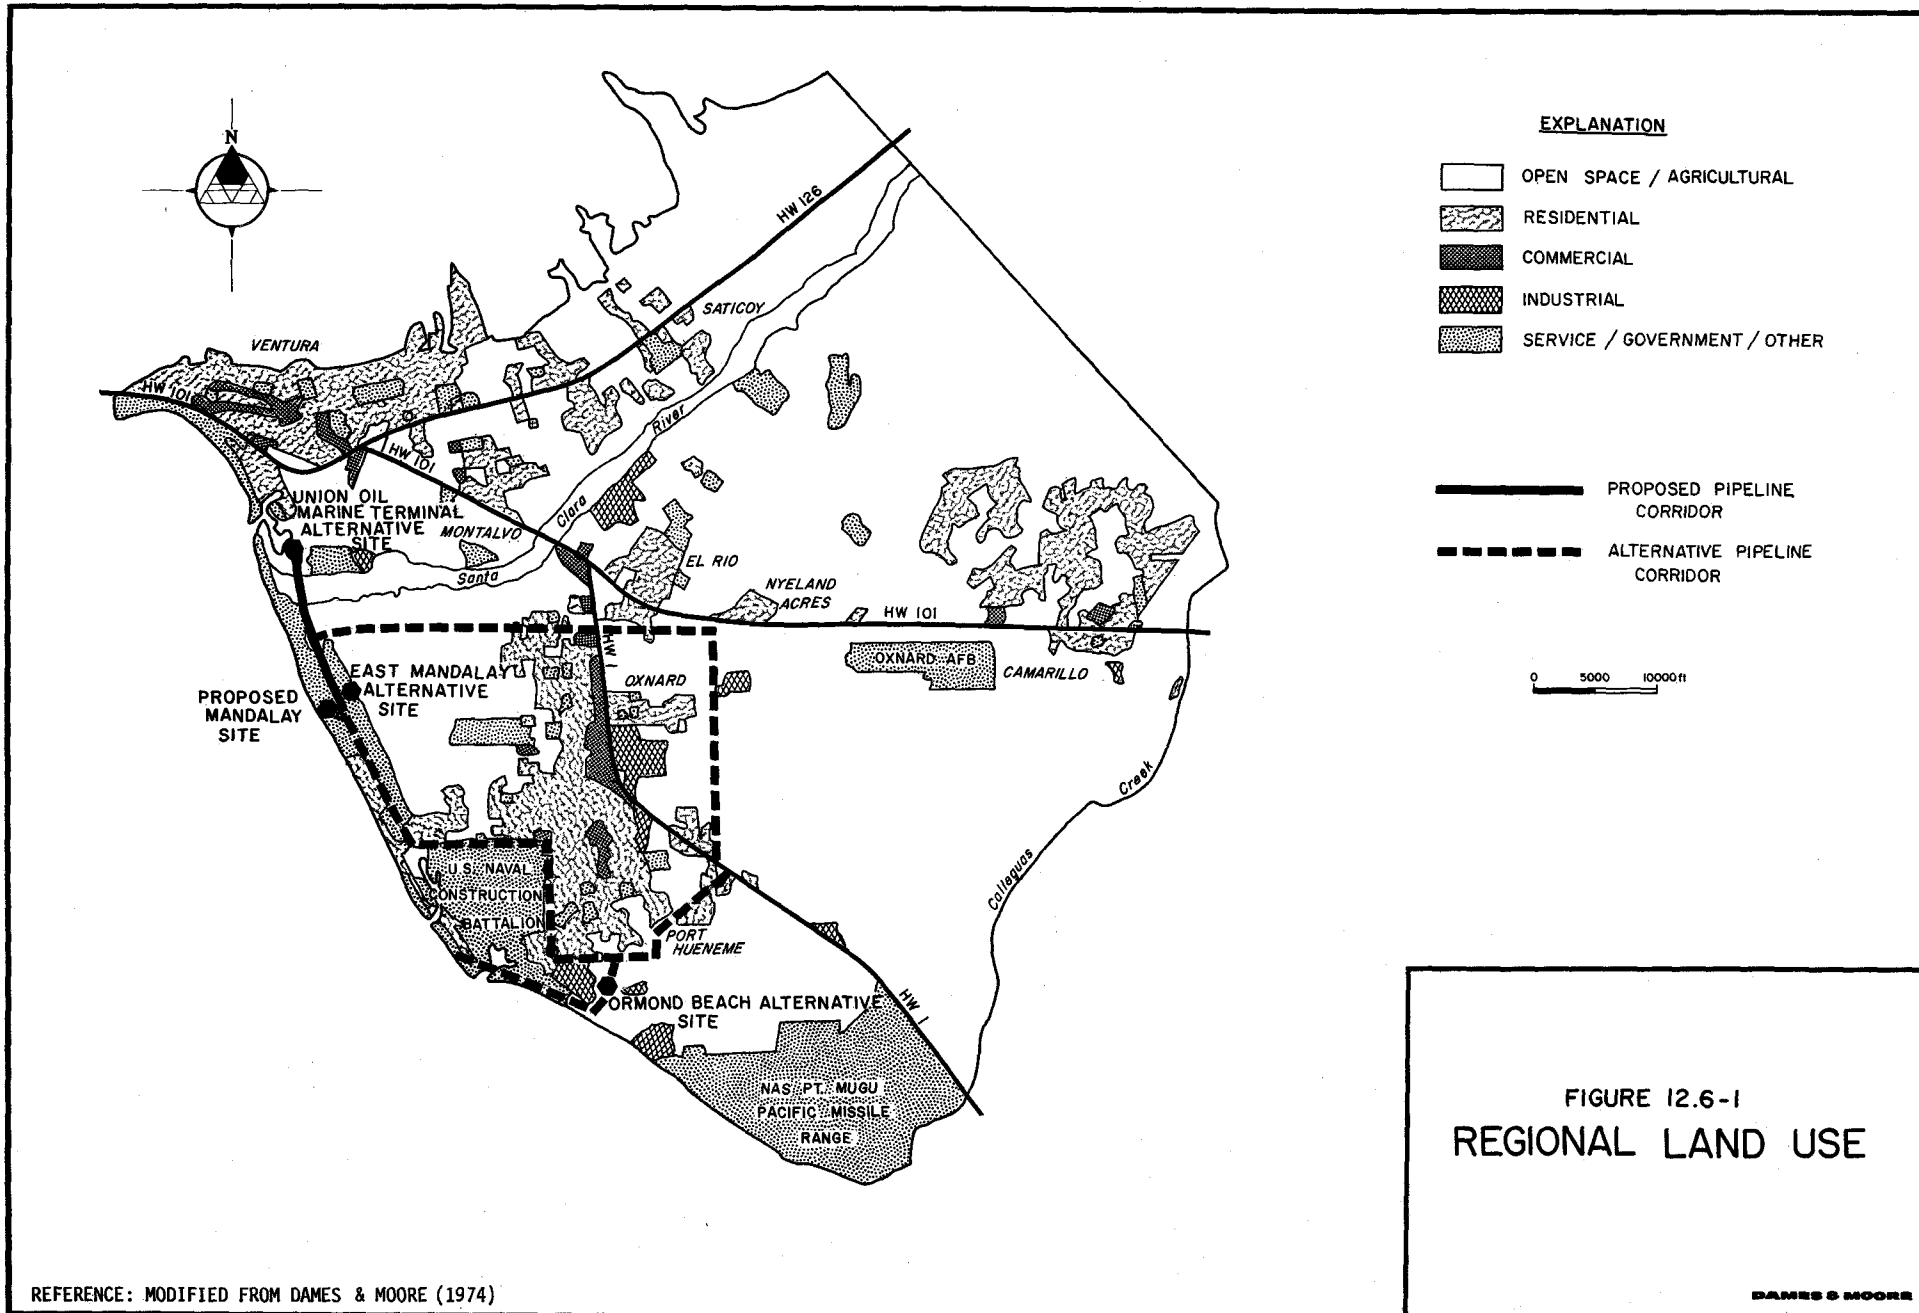 N
HW 126
SATICOY
VENTURA
HW 101
River
HW 101
UNION OIL
MARINE TERMINAL
ALTERNATIVE
SITE
MONTALVO
Clara
Santa
EL RIO
NYELAND
ACRES
HW 101
HW 1
OXNARD AFB
CAMARILLO
EAST MANDALAY
ALTERNATIVE
SITE
PROPOSED
MANDALAY
SITE
OXNARD
Creek
Calleguas
U.S. NAVAL
CONSTRUCTION
BATTALION
PORT
HUENEME
ORMOND BEACH ALTERNATIVE
SITE
HW 1
NAS PT. MUGU
PACIFIC MISSILE
RANGE
EXPLANATION
OPEN SPACE / AGRICULTURAL
RESIDENTIAL
COMMERCIAL
INDUSTRIAL
SERVICE / GOVERNMENT / OTHER
PROPOSED PIPELINE
CORRIDOR
ALTERNATIVE PIPELINE
CORRIDOR
0 5000 10000 ft
FIGURE 12.6-1
REGIONAL LAND USE
REFERENCE: MODIFIED FROM DAMES & MOORE (1974)
DAMES & MOORE